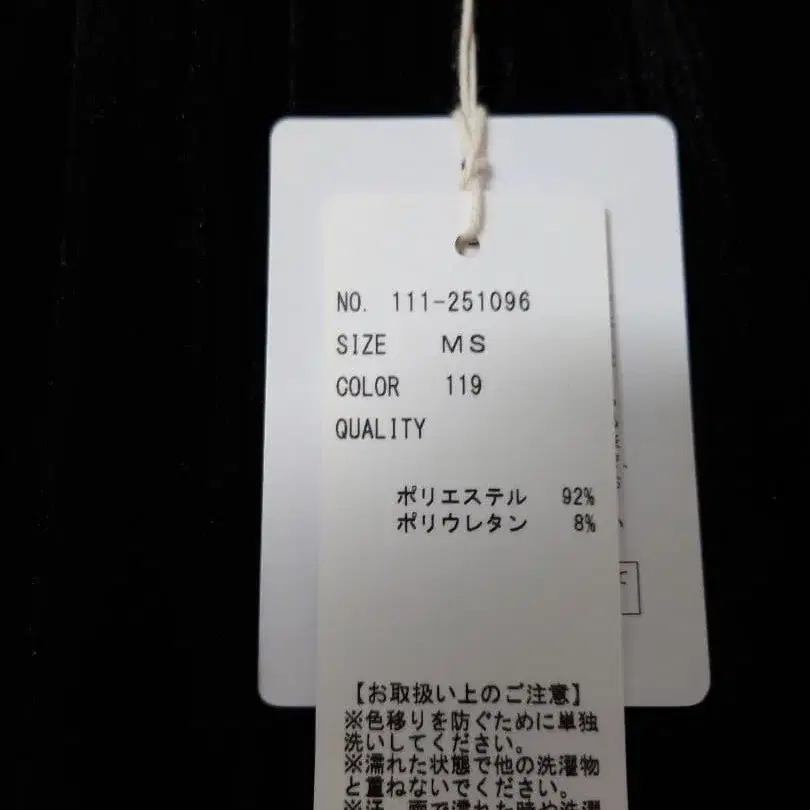 NO. 111-251096
SIZE MS
COLOR 119
QUALITY
ポリエステル 92%
ポリウレタン 8%
【お取扱い上のご注意】
※色移りを防ぐために単独
洗いしてください。
※濡れた状態で他の洗濯物
と重ねないでください。